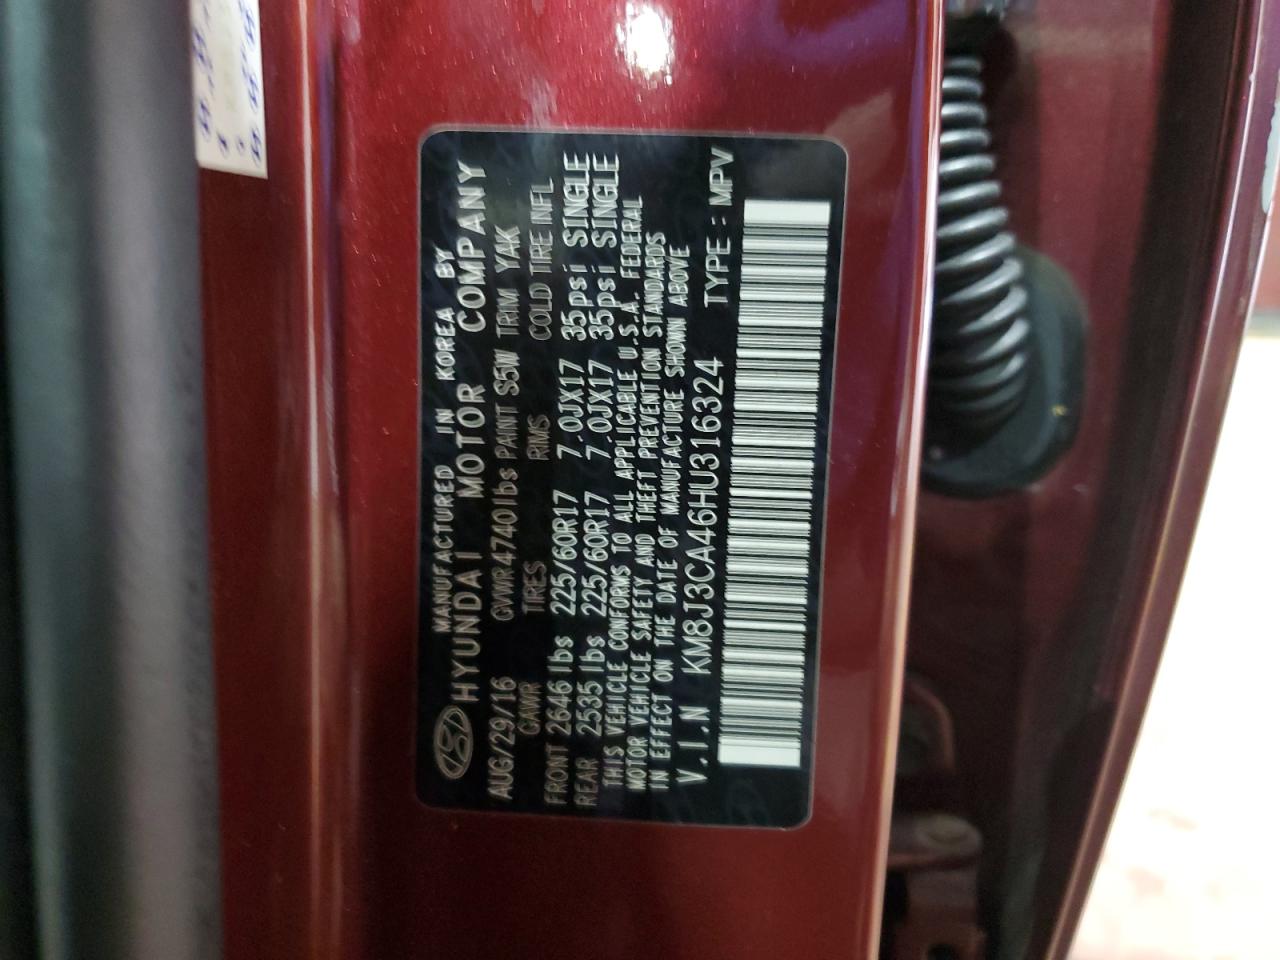 MANUFACTURED IN KOREA BY
HYUNDAI MOTOR COMPANY
AUG/29/16 GVWR 4740lbs PAINT S5W TRIM YAK
GAWR TIRES RIMS COLD TIRE INFL
FRONT 2646 lbs 225/60R17 7.0JX17 35psi SINGLE
REAR 2535 lbs 225/60R17 7.0JX17 35psi SINGLE
THIS VEHICLE CONFORMS TO ALL APPLICABLE U.S.A. FEDERAL
MOTOR VEHICLE SAFETY AND THEFT PREVENTION STANDARDS
IN EFFECT ON THE DATE OF MANUFACTURE SHOWN ABOVE
V.I.N KM8J3CA46HU316324 TYPE : MPV